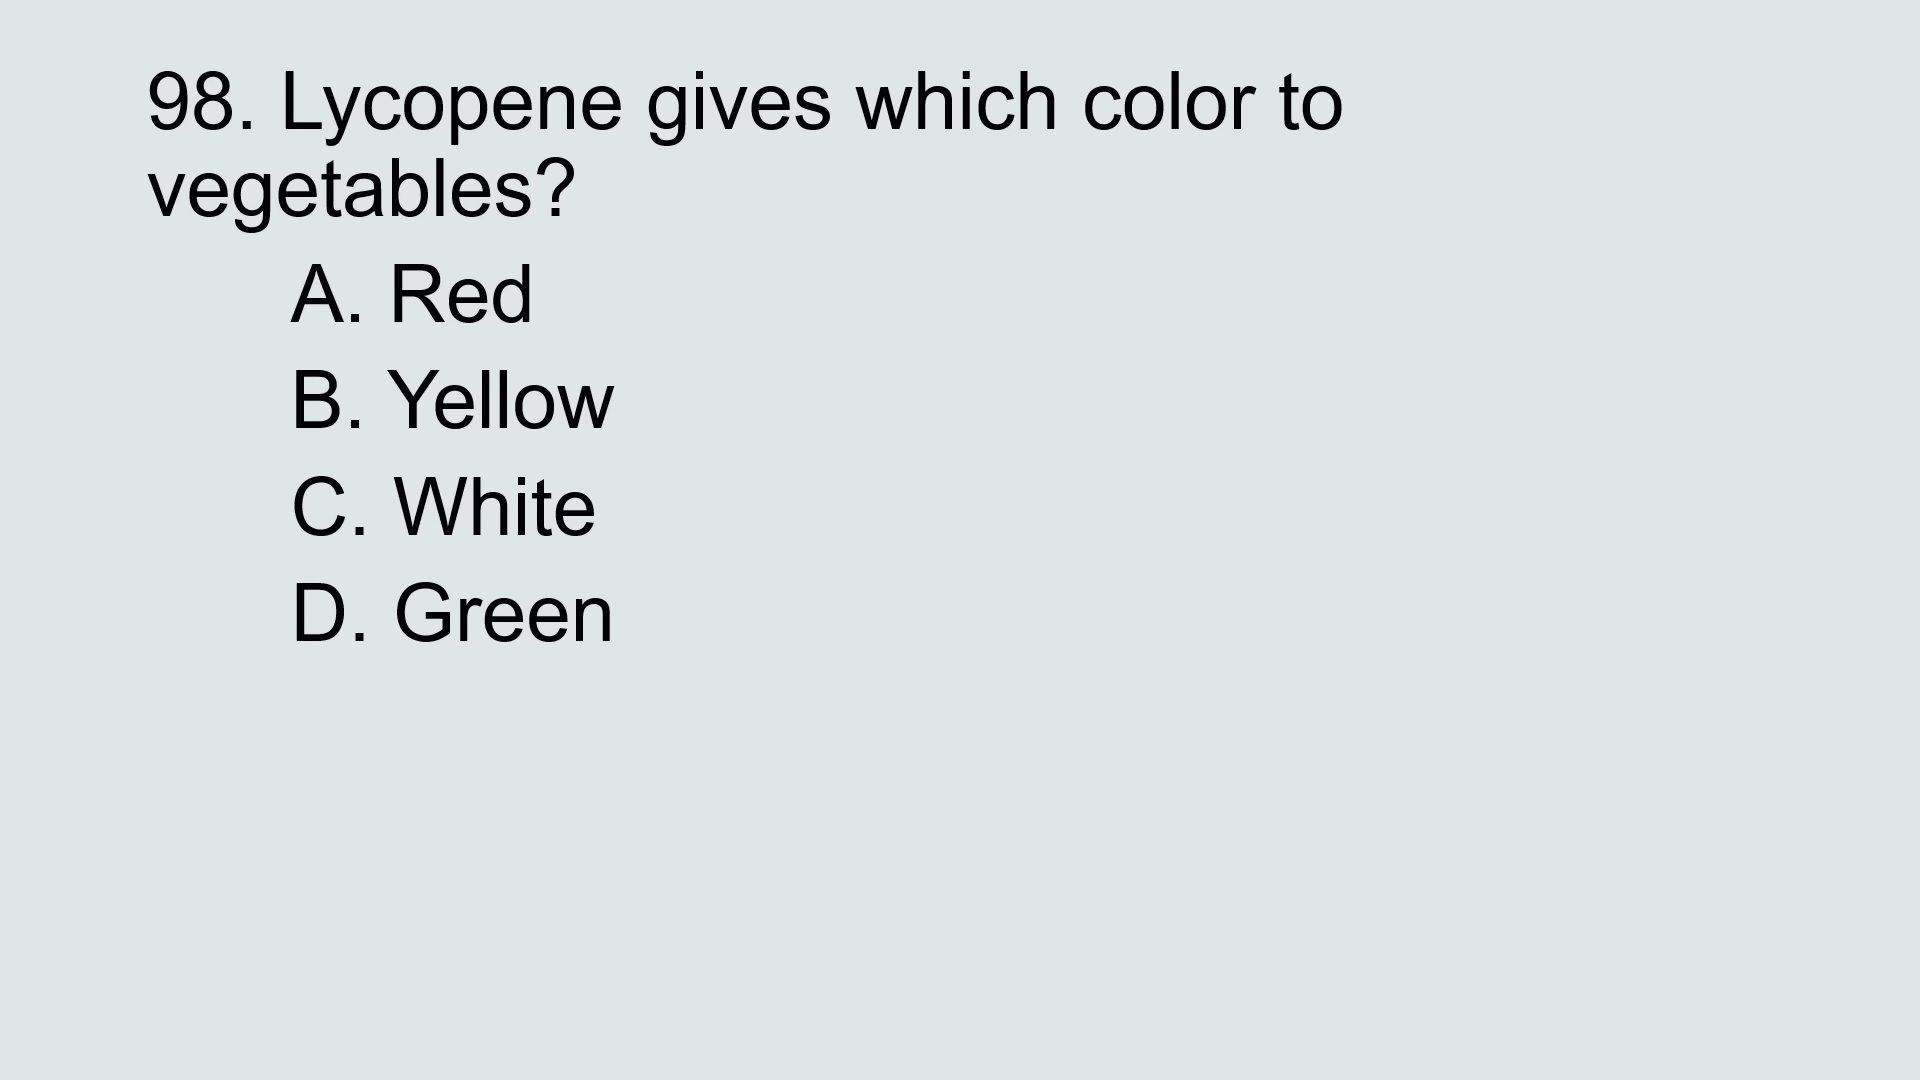 98. Lycopene gives which color to
vegetables?
A. Red
B. Yellow
C. White
D. Green